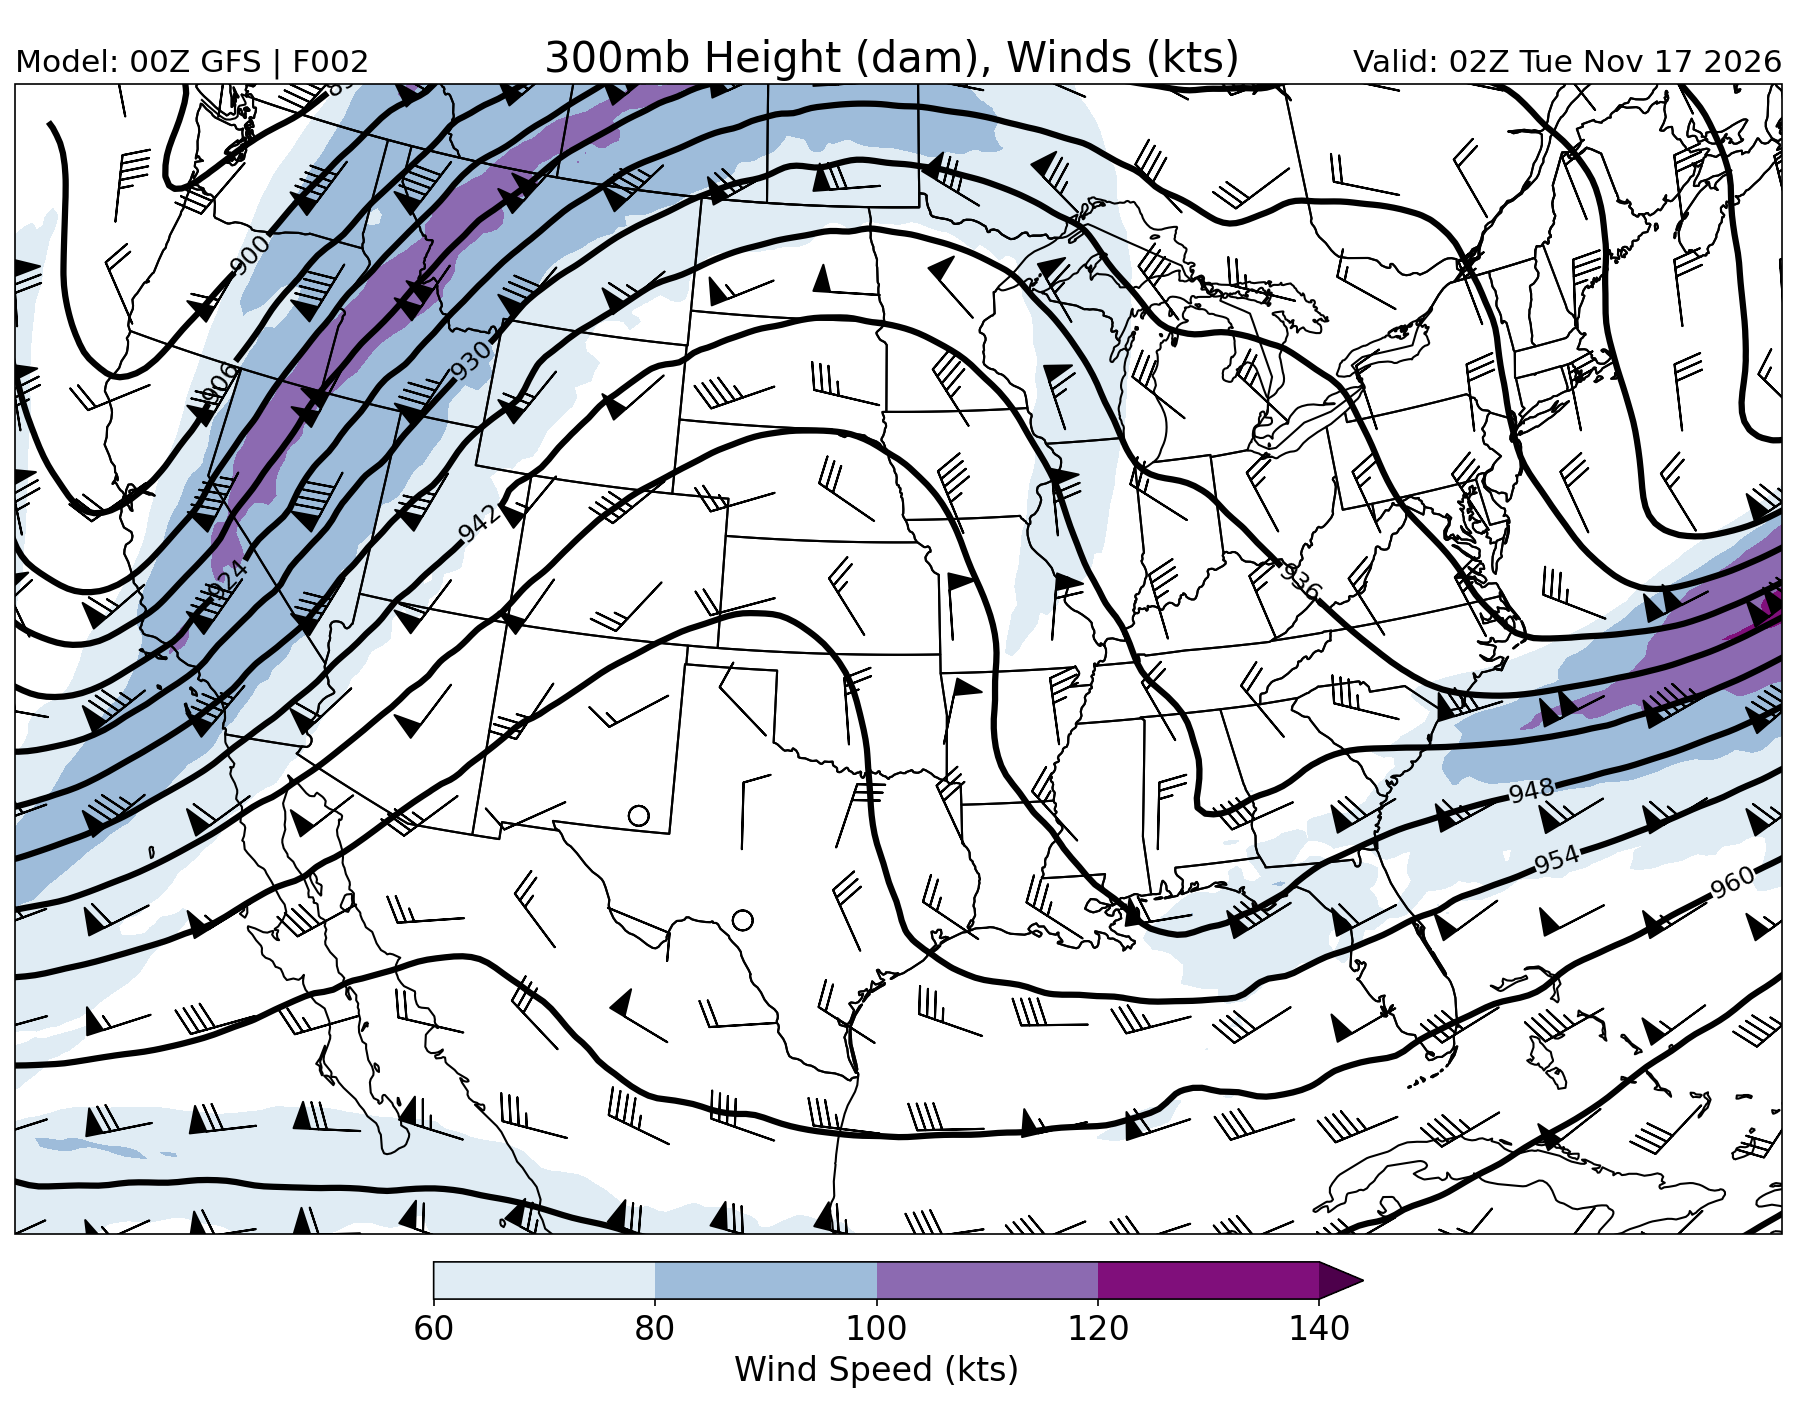 Model: 00Z GFS | F002
300mb Height (dam), Winds (kts)
Valid: 02Z Tue Nov 17 2026
900
906
930
942
924
936
948
954
960
60 80 100 120 140
Wind Speed (kts)